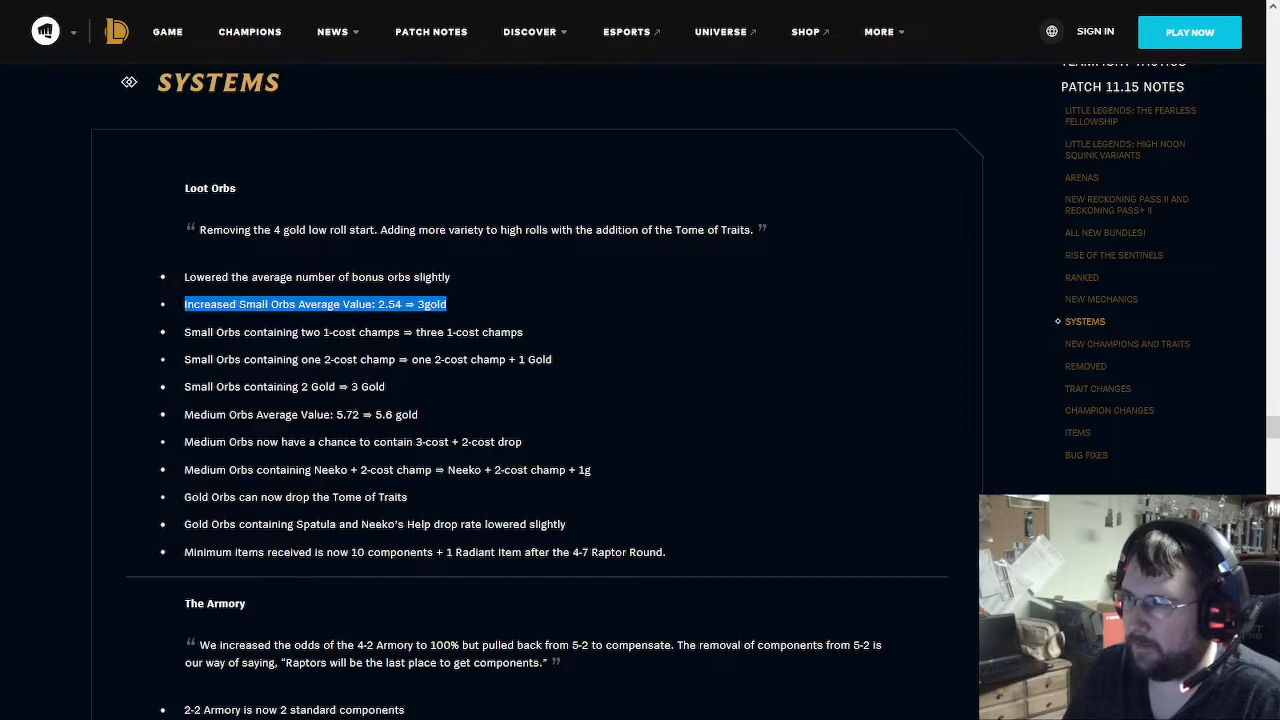 GAME CHAMPIONS NEWS PATCH NOTES DISCOVER ESPORTS UNIVERSE SHOP MORE SIGN IN PLAY NOW
SYSTEMS
Loot Orbs
“ Removing the 4 gold low roll start. Adding more variety to high rolls with the addition of the Tome of Traits. ”
• Lowered the average number of bonus orbs slightly
• Increased Small Orbs Average Value: 2.54 ⇒ 3gold
• Small Orbs containing two 1-cost champs ⇒ three 1-cost champs
• Small Orbs containing one 2-cost champ ⇒ one 2-cost champ + 1 Gold
• Small Orbs containing 2 Gold ⇒ 3 Gold
• Medium Orbs Average Value: 5.72 ⇒ 5.6 gold
• Medium Orbs now have a chance to contain 3-cost + 2-cost drop
• Medium Orbs containing Neeko + 2-cost champ ⇒ Neeko + 2-cost champ + 1g
• Gold Orbs can now drop the Tome of Traits
• Gold Orbs containing Spatula and Neeko’s Help drop rate lowered slightly
• Minimum items received is now 10 components + 1 Radiant Item after the 4-7 Raptor Round.
The Armory
“ We increased the odds of the 4-2 Armory to 100% but pulled back from 5-2 to compensate. The removal of components from 5-2 is
our way of saying, “Raptors will be the last place to get components.” ”
• 2-2 Armory is now 2 standard components
TEAMFIGHT TACTICS
PATCH 11.15 NOTES
LITTLE LEGENDS: THE FEARLESS
FELLOWSHIP
LITTLE LEGENDS: HIGH NOON
SQUINK VARIANTS
ARENAS
NEW RECKONING PASS II AND
RECKONING PASS+ II
ALL NEW BUNDLES!
RISE OF THE SENTINELS
RANKED
NEW MECHANICS
SYSTEMS
NEW CHAMPIONS AND TRAITS
REMOVED
TRAIT CHANGES
CHAMPION CHANGES
ITEMS
BUG FIXES